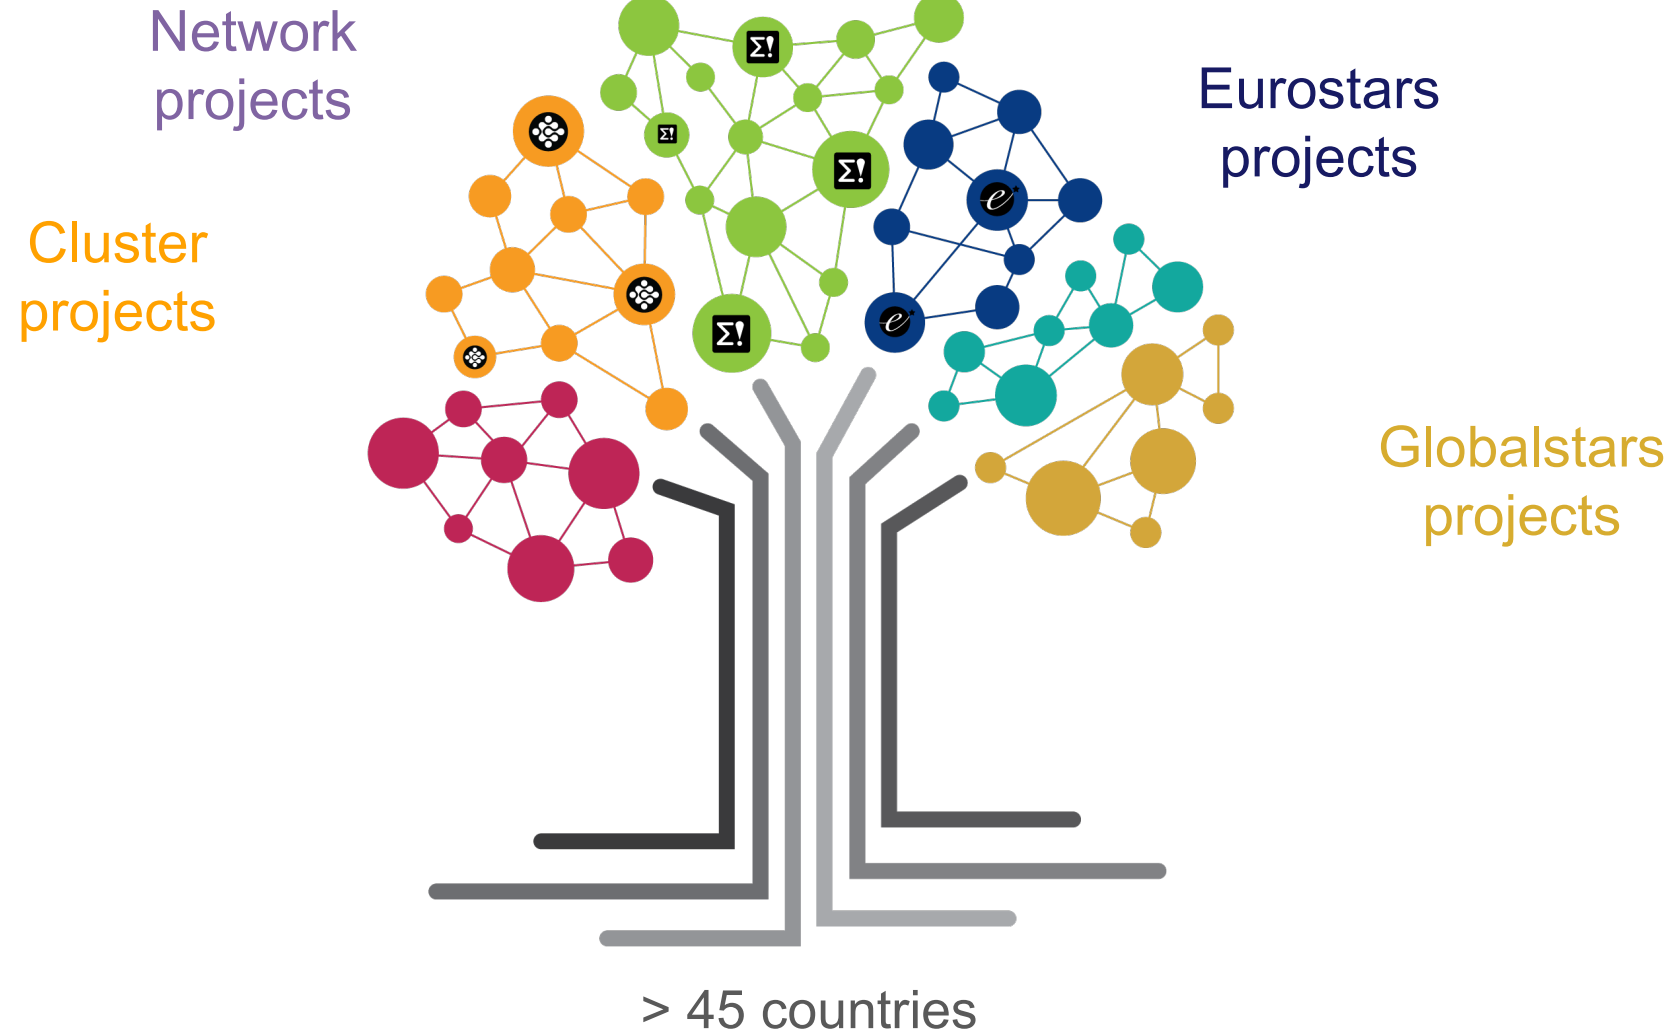 Network
projects
Σ!
Σ!
Σ!
Σ!
Eurostars
projects
e
e
Cluster
projects
Globalstars
projects
> 45 countries